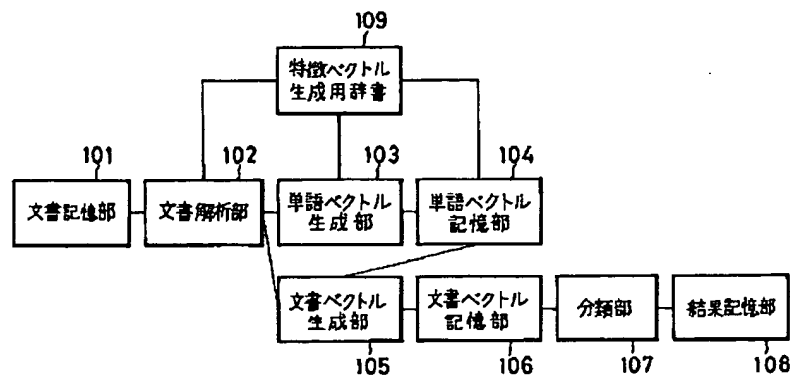 109
特徴ベクトル
生成用辞書
101
102
103
104
文書記憶部
文書解析部
単語ベクトル
生成部
単語ベクトル
記憶部
文書ベクトル
生成部
文書ベクトル
記憶部
分類部
結果記憶部
105
106
107
108